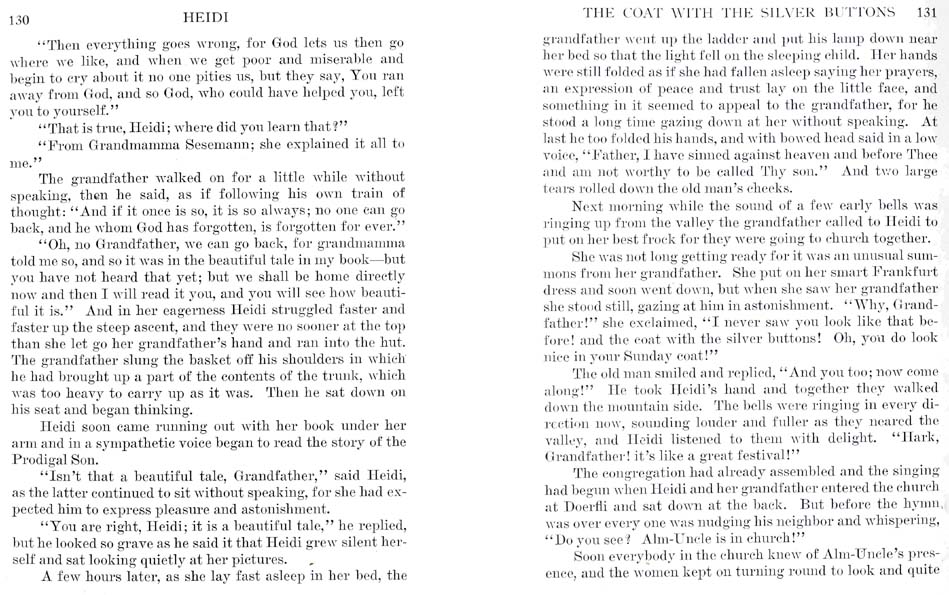 130 HEIDI
"Then everything goes wrong, for God lets us then go
where we like, and when we get poor and miserable and
begin to cry about it no one pities us, but they say, You ran
away from God, and so God, who could have helped you, left
you to yourself."
"That is true, Heidi; where did you learn that?"
"From Grandmamma Sesemann; she explained it all to
me."
The grandfather walked on for a little while without
speaking, then he said, as if following his own train of
thought: "And if it once is so, it is so always; no one can go
back, and he whom God has forgotten, is forgotten for ever."
"Oh, no Grandfather, we can go back, for grandmamma
told me so, and so it was in the beautiful tale in my book—but
you have not heard that yet; but we shall be home directly
now and then I will read it you, and you will see how beauti-
ful it is." And in her eagerness Heidi struggled faster and
faster up the steep ascent, and they were no sooner at the top
than she let go her grandfather's hand and ran into the hut.
The grandfather slung the basket off his shoulders in which
he had brought up a part of the contents of the trunk, which
was too heavy to carry up as it was. Then he sat down on
his seat and began thinking.
Heidi soon came running out with her book under her
arm and in a sympathetic voice began to read the story of the
Prodigal Son.
"Isn't that a beautiful tale, Grandfather," said Heidi,
as the latter continued to sit without speaking, for she had ex-
pected him to express pleasure and astonishment.
"You are right, Heidi; it is a beautiful tale," he replied,
but he looked so grave as he said it that Heidi grew silent her-
self and sat looking quietly at her pictures.
A few hours later, as she lay fast asleep in her bed, the
THE COAT WITH THE SILVER BUTTONS 131
grandfather went up the ladder and put his lamp down near
her bed so that the light fell on the sleeping child. Her hands
were still folded as if she had fallen asleep saying her prayers,
an expression of peace and trust lay on the little face, and
something in it seemed to appeal to the grandfather, for he
stood a long time gazing down at her without speaking. At
last he too folded his hands, and with bowed head said in a low
voice, "Father, I have sinned against heaven and before Thee
and am not worthy to be called Thy son." And two large
tears rolled down the old man's cheeks.
Next morning while the sound of a few early bells was
ringing up from the valley the grandfather called to Heidi to
put on her best frock for they were going to church together.
She was not long getting ready for it was an unusual sum-
mons from her grandfather. She put on her smart Frankfurt
dress and soon went down, but when she saw her grandfather
she stood still, gazing at him in astonishment. "Why, Grand-
father!" she exclaimed, "I never saw you look like that be-
fore! and the coat with the silver buttons! Oh, you do look
nice in your Sunday coat!"
The old man smiled and replied, "And you too; now come
along!" He took Heidi's hand and together they walked
down the mountain side. The bells were ringing in every di-
rection now, sounding louder and fuller as they neared the
valley, and Heidi listened to them with delight. "Hark,
Grandfather! it's like a great festival!"
The congregation had already assembled and the singing
had begun when Heidi and her grandfather entered the church
at Doerfli and sat down at the back. But before the hymn
was over every one was nudging his neighbor and whispering,
"Do you see? Alm-Uncle is in church!"
Soon everybody in the church knew of Alm-Uncle's pres-
ence, and the women kept on turning round to look and quite